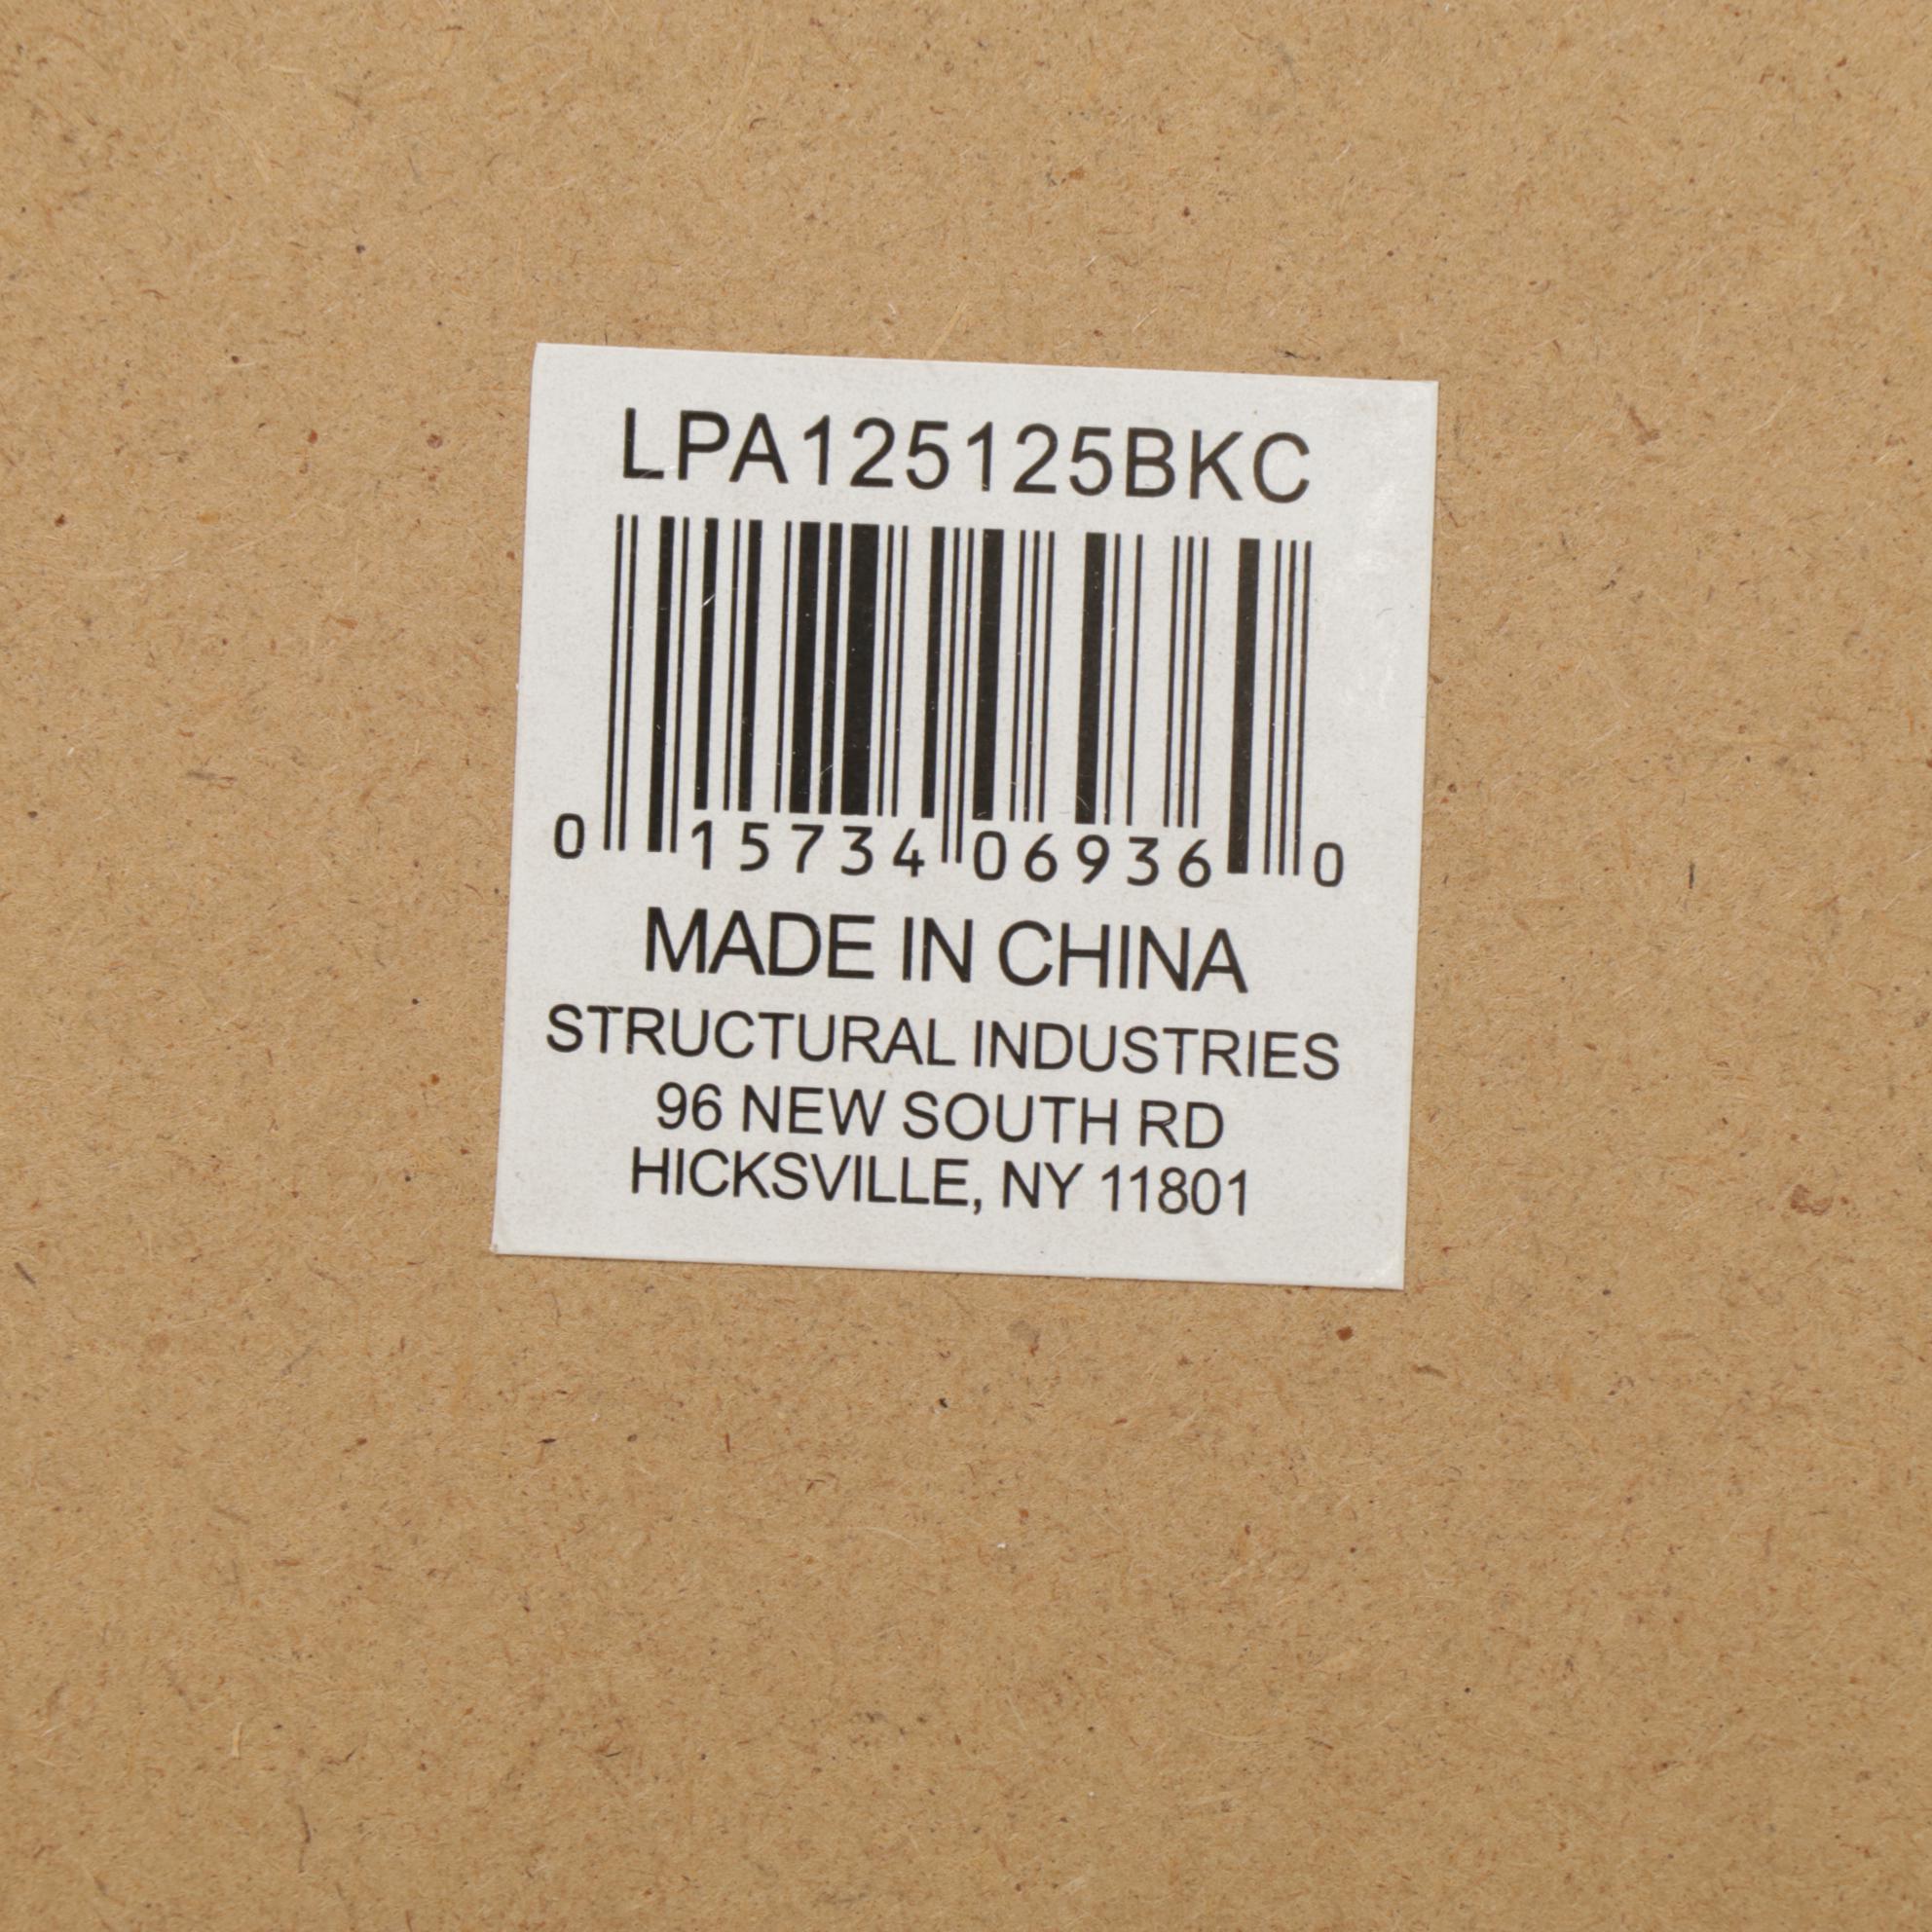 LPA125125BKC
0 15734 06936 0
MADE IN CHINA
STRUCTURAL INDUSTRIES
96 NEW SOUTH RD
HICKSVILLE, NY 11801